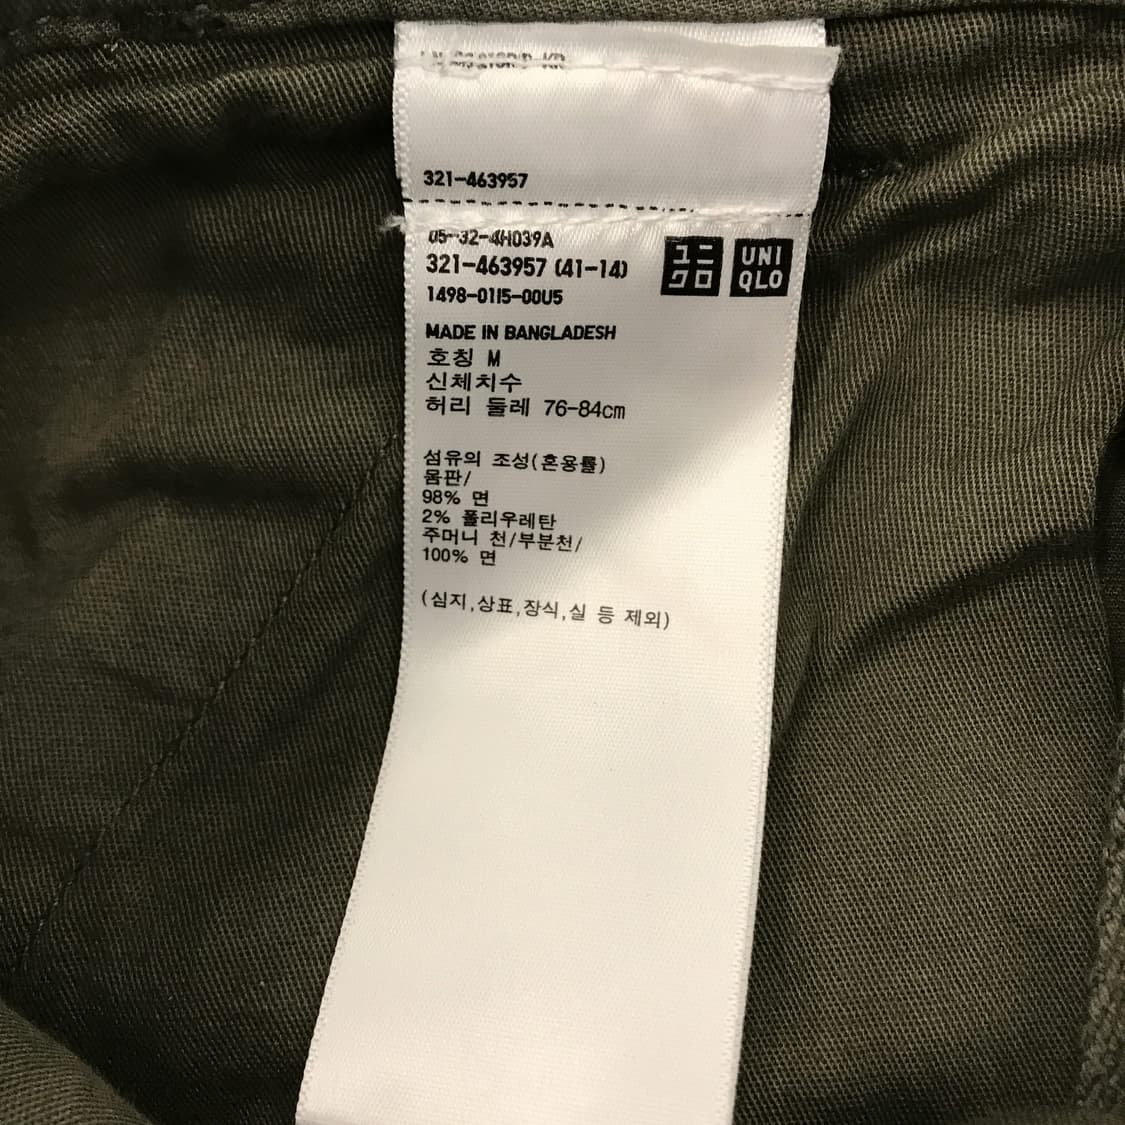 321-463957
05-32-4H039A
321-463957 (41-14)
ユニ
クロ
UNI
QLO
1498-0115-00U5
MADE IN BANGLADESH
호칭 M
신체치수
허리 둘레 76-84cm
섬유의 조성(혼용률)
몸판/
98% 면
2% 폴리우레탄
주머니 천/부분천/
100% 면
(심지,상표,장식,실 등 제외)